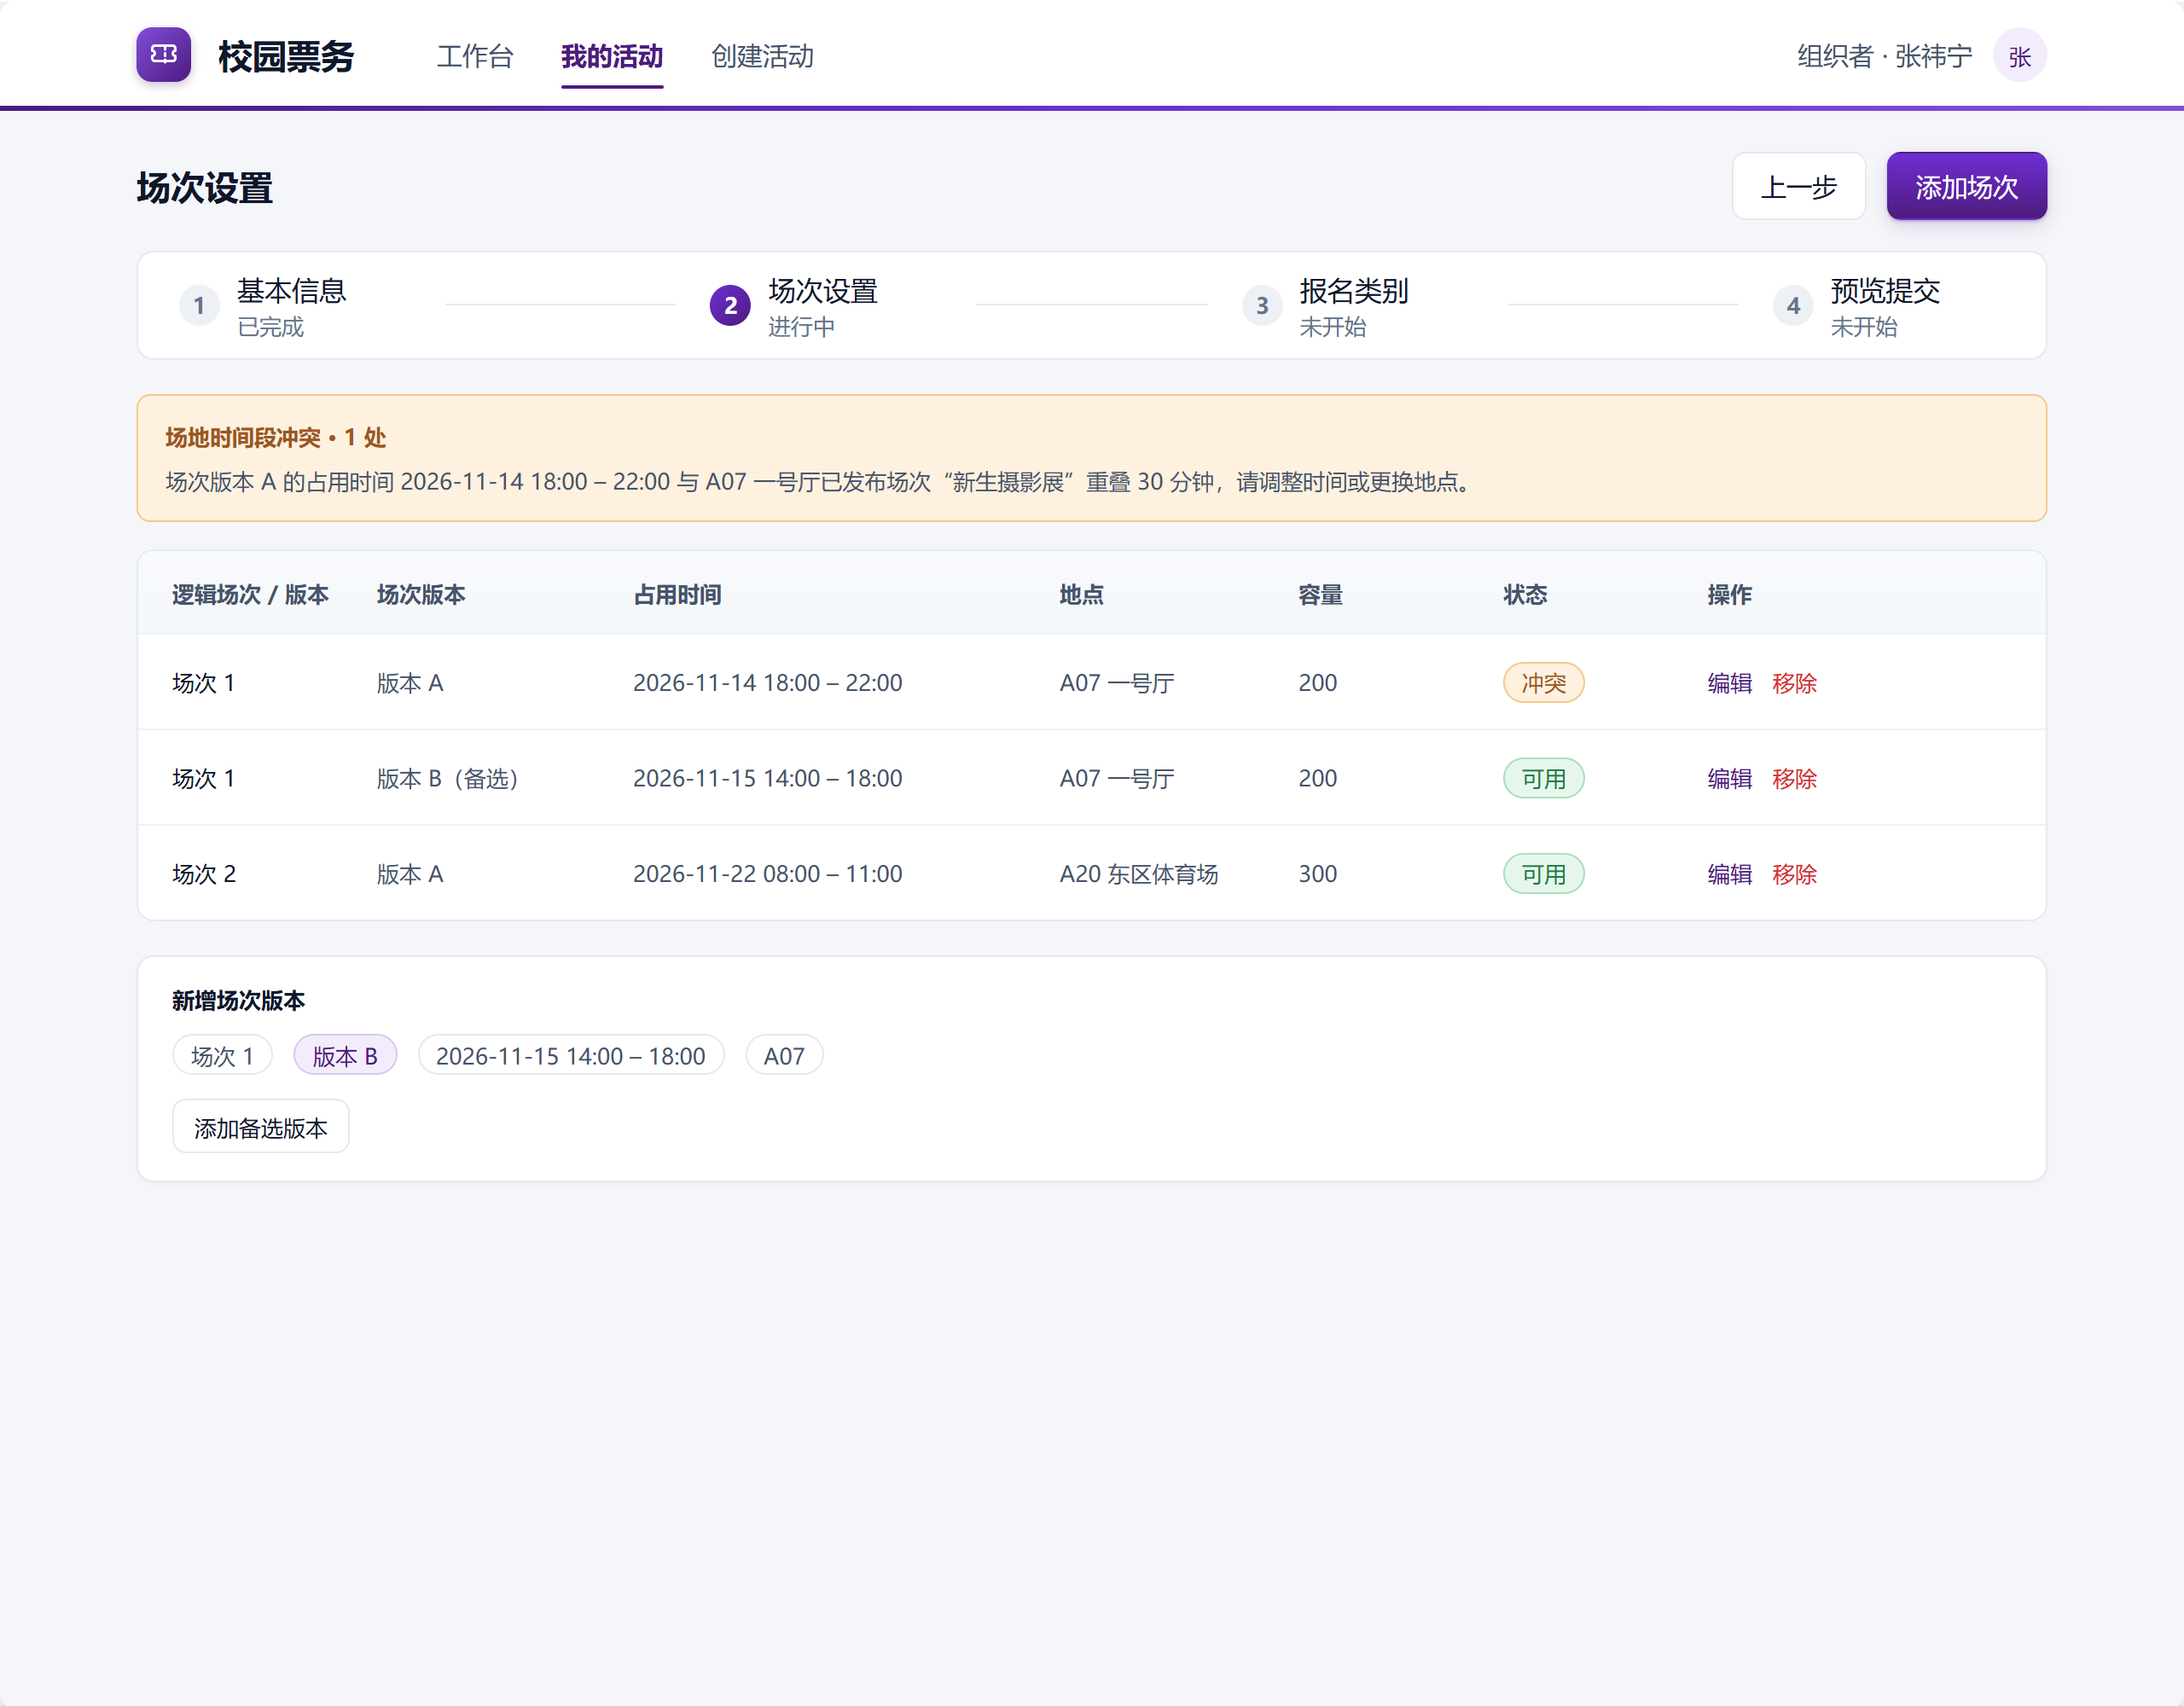 校园票务
工作台 我的活动 创建活动
组织者 · 张祎宁 张
场次设置
上一步 添加场次
1 基本信息 已完成
2 场次设置 进行中
3 报名类别 未开始
4 预览提交 未开始
场地时间段冲突 • 1 处
场次版本 A 的占用时间 2026-11-14 18:00 – 22:00 与 A07 一号厅已发布场次“新生摄影展”重叠 30 分钟，请调整时间或更换地点。
逻辑场次 / 版本 场次版本 占用时间 地点 容量 状态 操作
场次 1 版本 A 2026-11-14 18:00 – 22:00 A07 一号厅 200 冲突 编辑 移除
场次 1 版本 B（备选） 2026-11-15 14:00 – 18:00 A07 一号厅 200 可用 编辑 移除
场次 2 版本 A 2026-11-22 08:00 – 11:00 A20 东区体育场 300 可用 编辑 移除
新增场次版本
场次 1 版本 B 2026-11-15 14:00 – 18:00 A07
添加备选版本